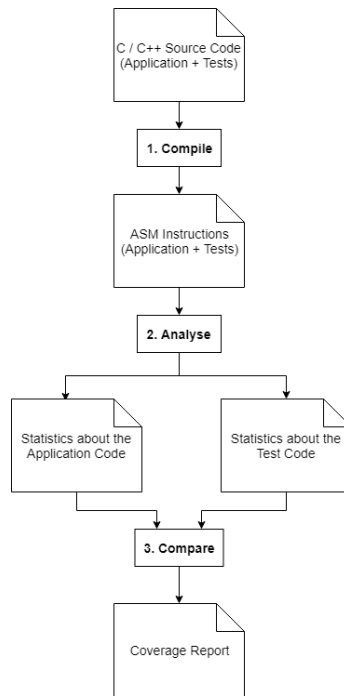 C / C++ Source Code
(Application + Tests)
1. Compile
ASM Instructions
(Application + Tests)
2. Analyse
Statistics about the
Application Code
Statistics about the
Test Code
3. Compare
Coverage Report